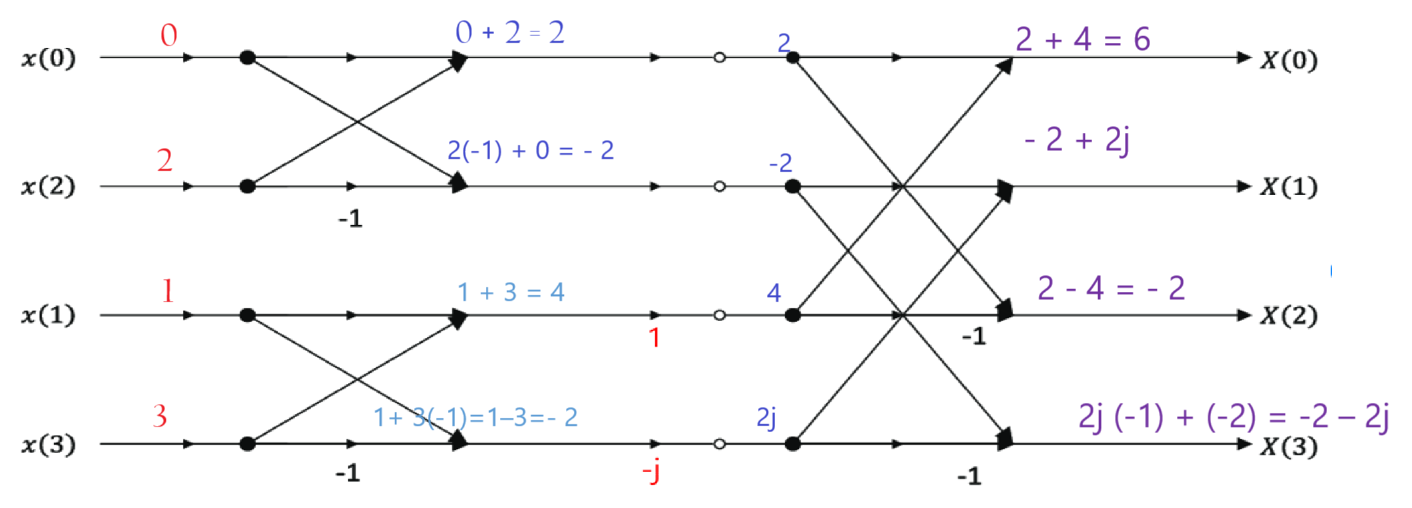 0
0 + 2 = 2
2
2 + 4 = 6
x(0)
X(0)
2
2(-1) + 0 = - 2
-2
- 2 + 2j
x(2)
X(1)
-1
1
1 + 3 = 4
4
2 - 4 = - 2
x(1)
X(2)
1
-1
3
1+ 3(-1)=1–3=- 2
2j
2j (-1) + (-2) = -2 – 2j
x(3)
X(3)
-1
-j
-1